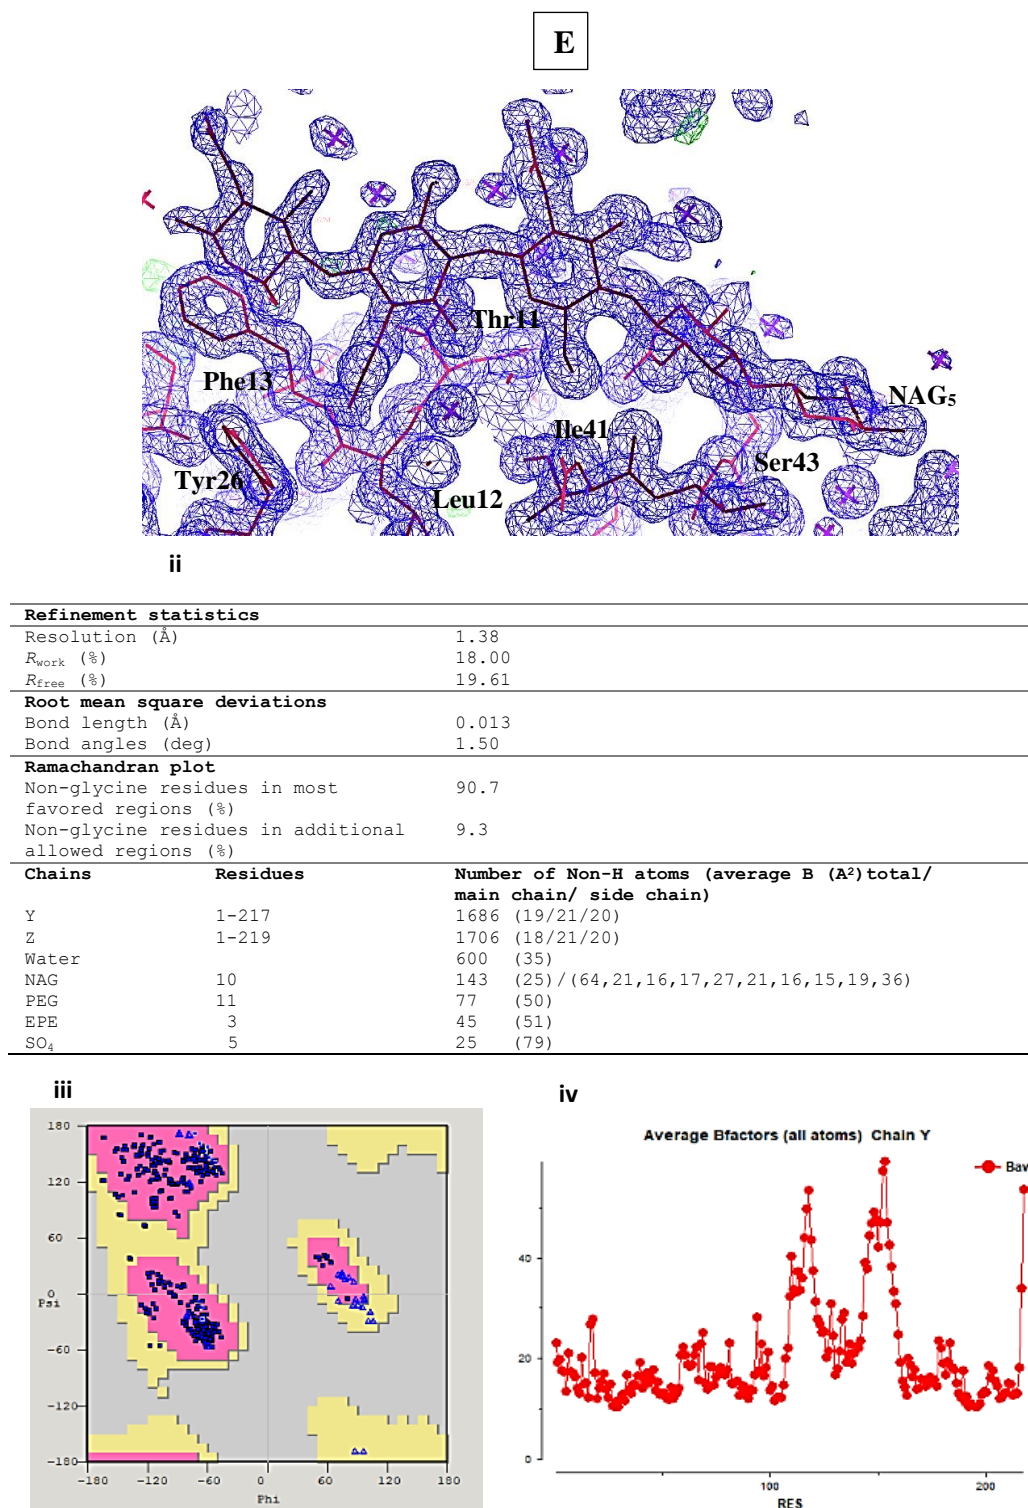 E
Thr11
Phe13
NAG5
Ile41
Ser43
Tyr26
Leu12
ii
Refinement statistics
Resolution (Å) 1.38
Rwork (%) 18.00
Rfree (%) 19.61
Root mean square deviations
Bond length (Å) 0.013
Bond angles (deg) 1.50
Ramachandran plot
Non-glycine residues in most 90.7
favored regions (%)
Non-glycine residues in additional 9.3
allowed regions (%)
Chains Residues Number of Non-H atoms (average B (A²)total/
main chain/ side chain)
Y 1-217 1686 (19/21/20)
Z 1-219 1706 (18/21/20)
Water 600 (35)
NAG 10 143 (25)/(64,21,16,17,27,21,16,15,19,36)
PEG 11 77 (50)
EPE 3 45 (51)
SO4 5 25 (79)
iii
180
120
60
0
Psi
-60
-120
-180
-180 -120 -60 0 60 120 180
Phi
iv
Average Bfactors (all atoms) Chain Y
Bav
40
20
0
100 200
RES